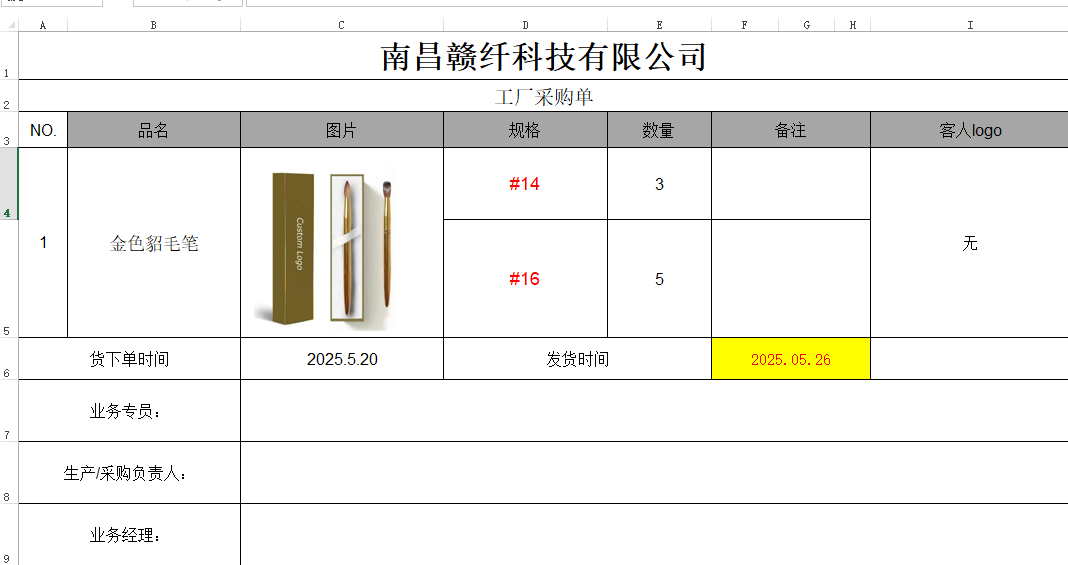 A B C D E F G H I
1 南昌赣纤科技有限公司
2 工厂采购单
3 NO. 品名 图片 规格 数量 备注 客人logo
4 #14 3
1 金色貂毛笔 Custom Logo 无
5 #16 5
6 货下单时间 2025.5.20 发货时间 2025.05.26
7 业务专员：
8 生产/采购负责人：
9 业务经理：